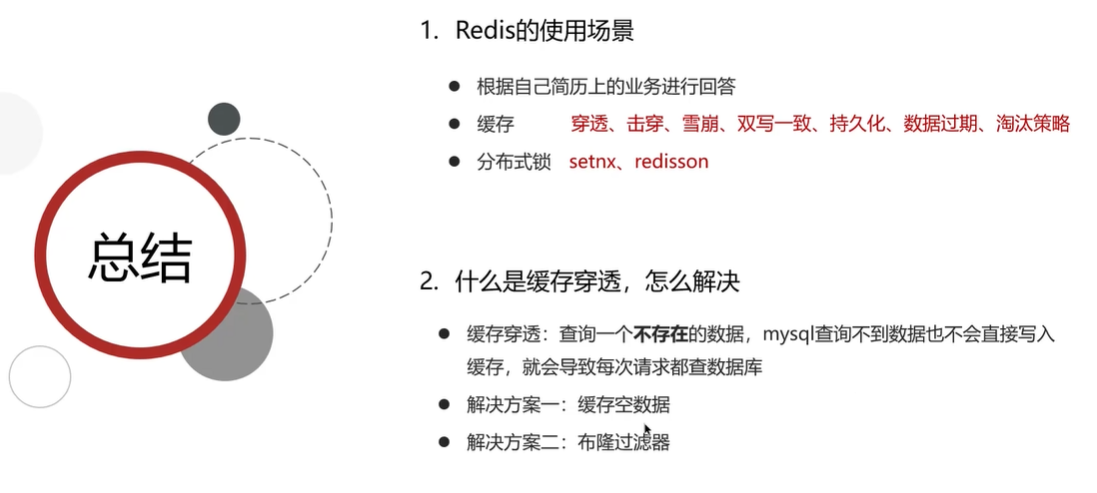 总结
1. Redis的使用场景
● 根据自己简历上的业务进行回答
● 缓存 穿透、击穿、雪崩、双写一致、持久化、数据过期、淘汰策略
● 分布式锁 setnx、redisson
2. 什么是缓存穿透，怎么解决
● 缓存穿透：查询一个不存在的数据，mysql查询不到数据也不会直接写入
缓存，就会导致每次请求都查数据库
● 解决方案一：缓存空数据
● 解决方案二：布隆过滤器